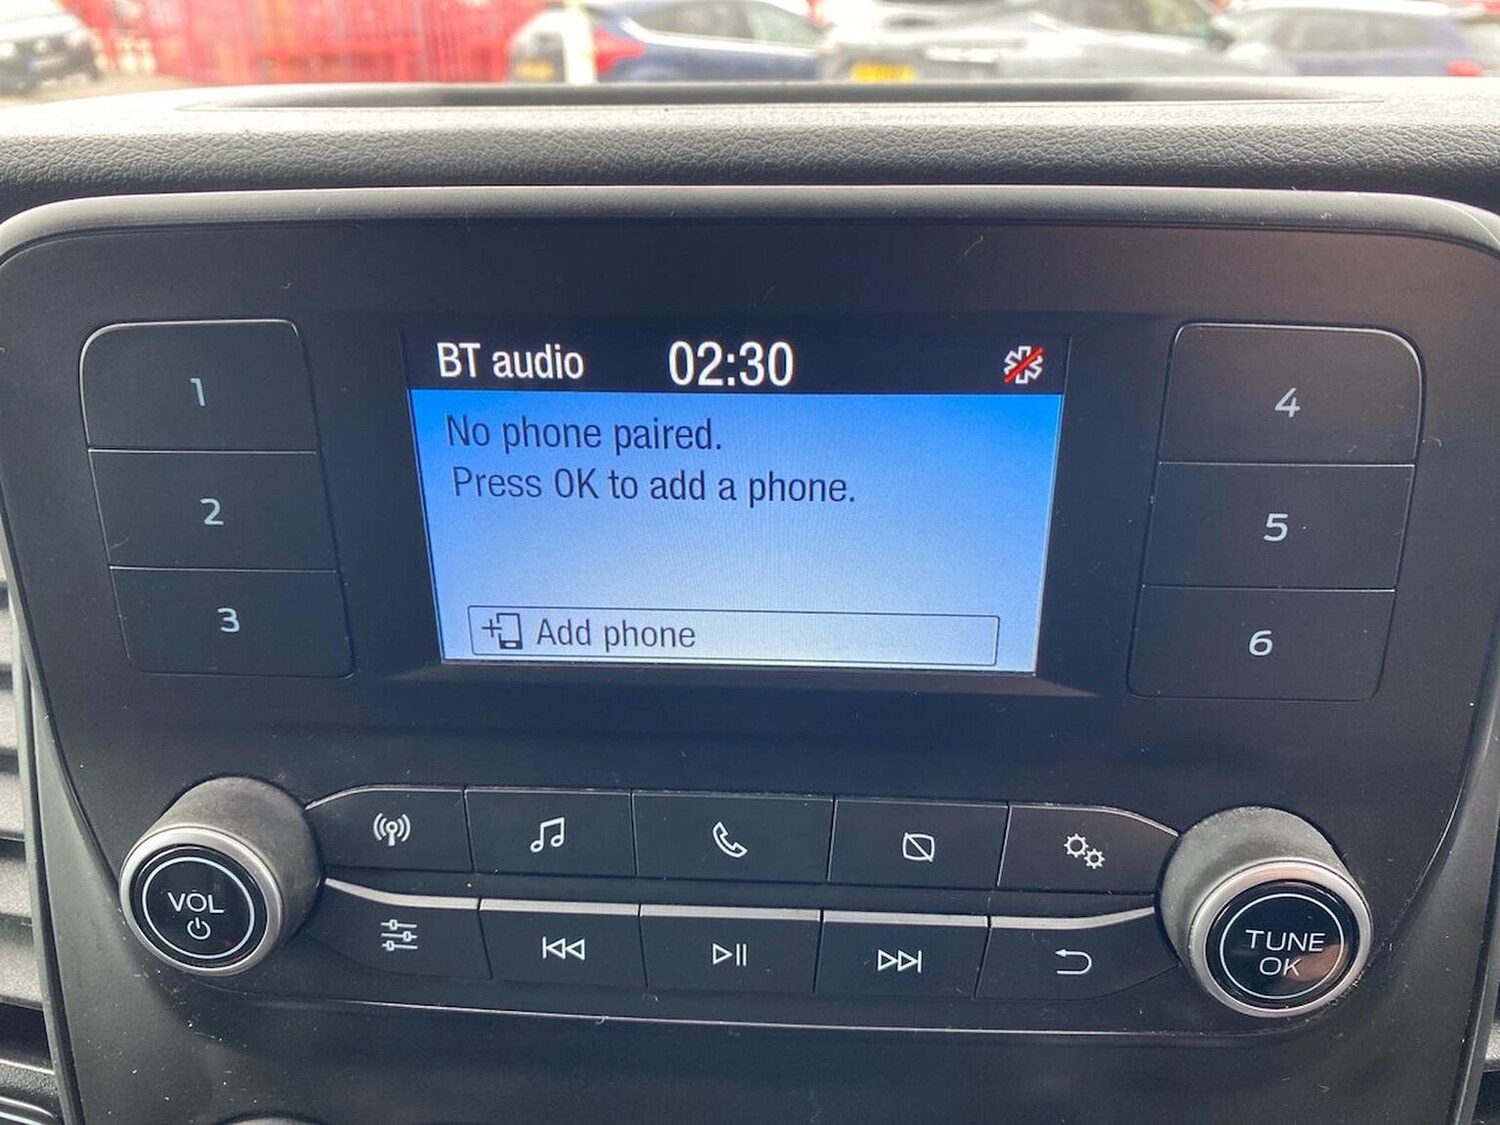 BT audio 02:30
No phone paired.
Press OK to add a phone.
Add phone
1
2
3
4
5
6
VOL
TUNE
OK